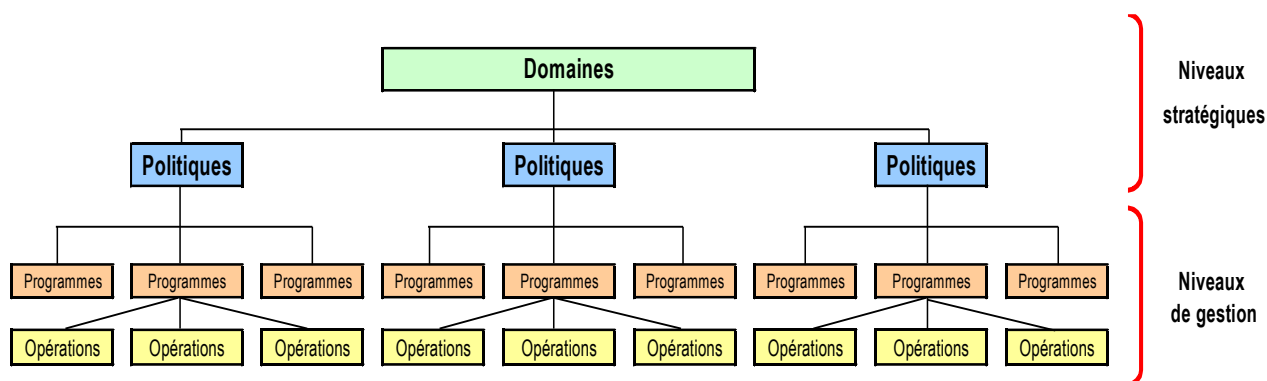 Domaines
Niveaux
stratégiques
Politiques Politiques Politiques
Programmes Programmes Programmes Programmes Programmes Programmes Programmes Programmes Programmes
Niveaux
de gestion
Opérations Opérations Opérations Opérations Opérations Opérations Opérations Opérations Opérations